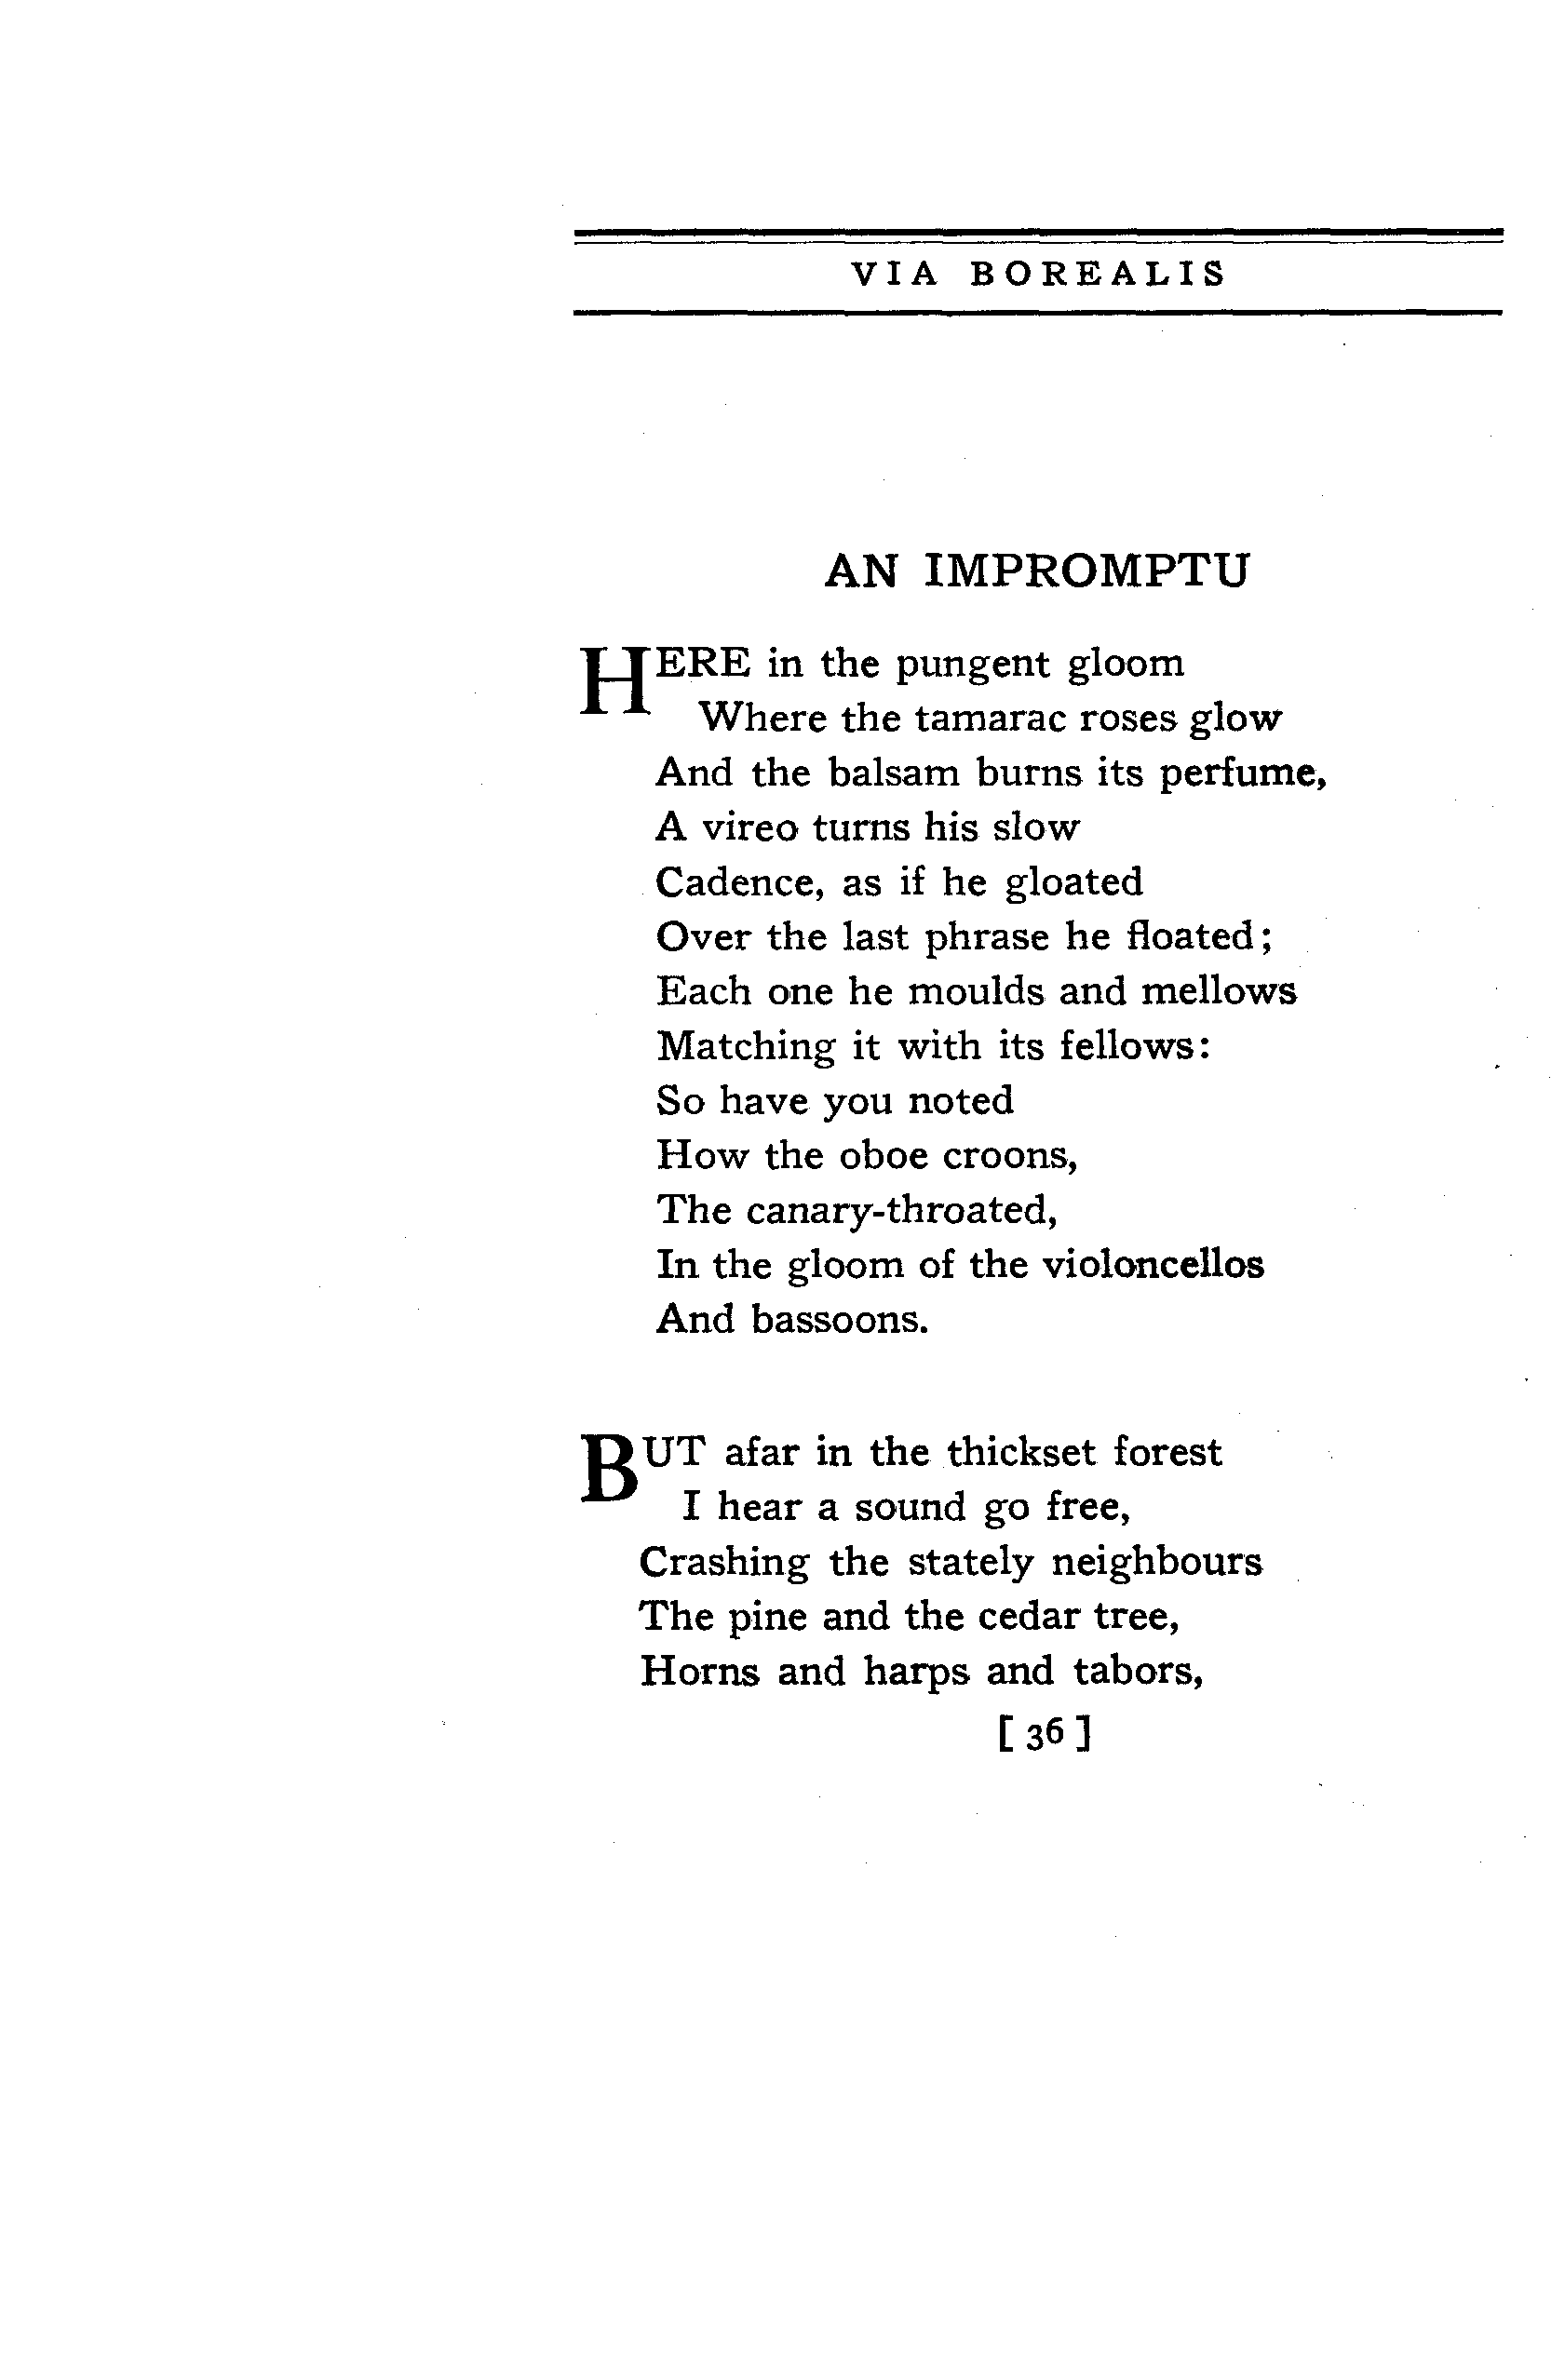 VIA BOREALIS
AN IMPROMPTU
HERE in the pungent gloom
Where the tamarac roses glow
And the balsam burns its perfume,
A vireo turns his slow
Cadence, as if he gloated
Over the last phrase he floated;
Each one he moulds and mellows
Matching it with its fellows:
So have you noted
How the oboe croons,
The canary-throated,
In the gloom of the violoncellos
And bassoons.
BUT afar in the thickset forest
I hear a sound go free,
Crashing the stately neighbours
The pine and the cedar tree,
Horns and harps and tabors,
[ 36 ]